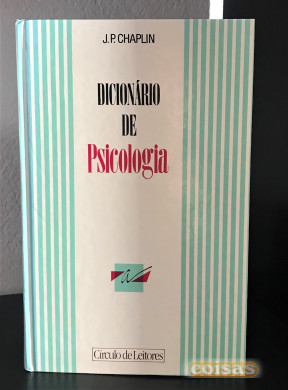 J.P. CHAPLIN
DICIONÁRIO
DE
Psicologia
Círculo de Leitores
coisas